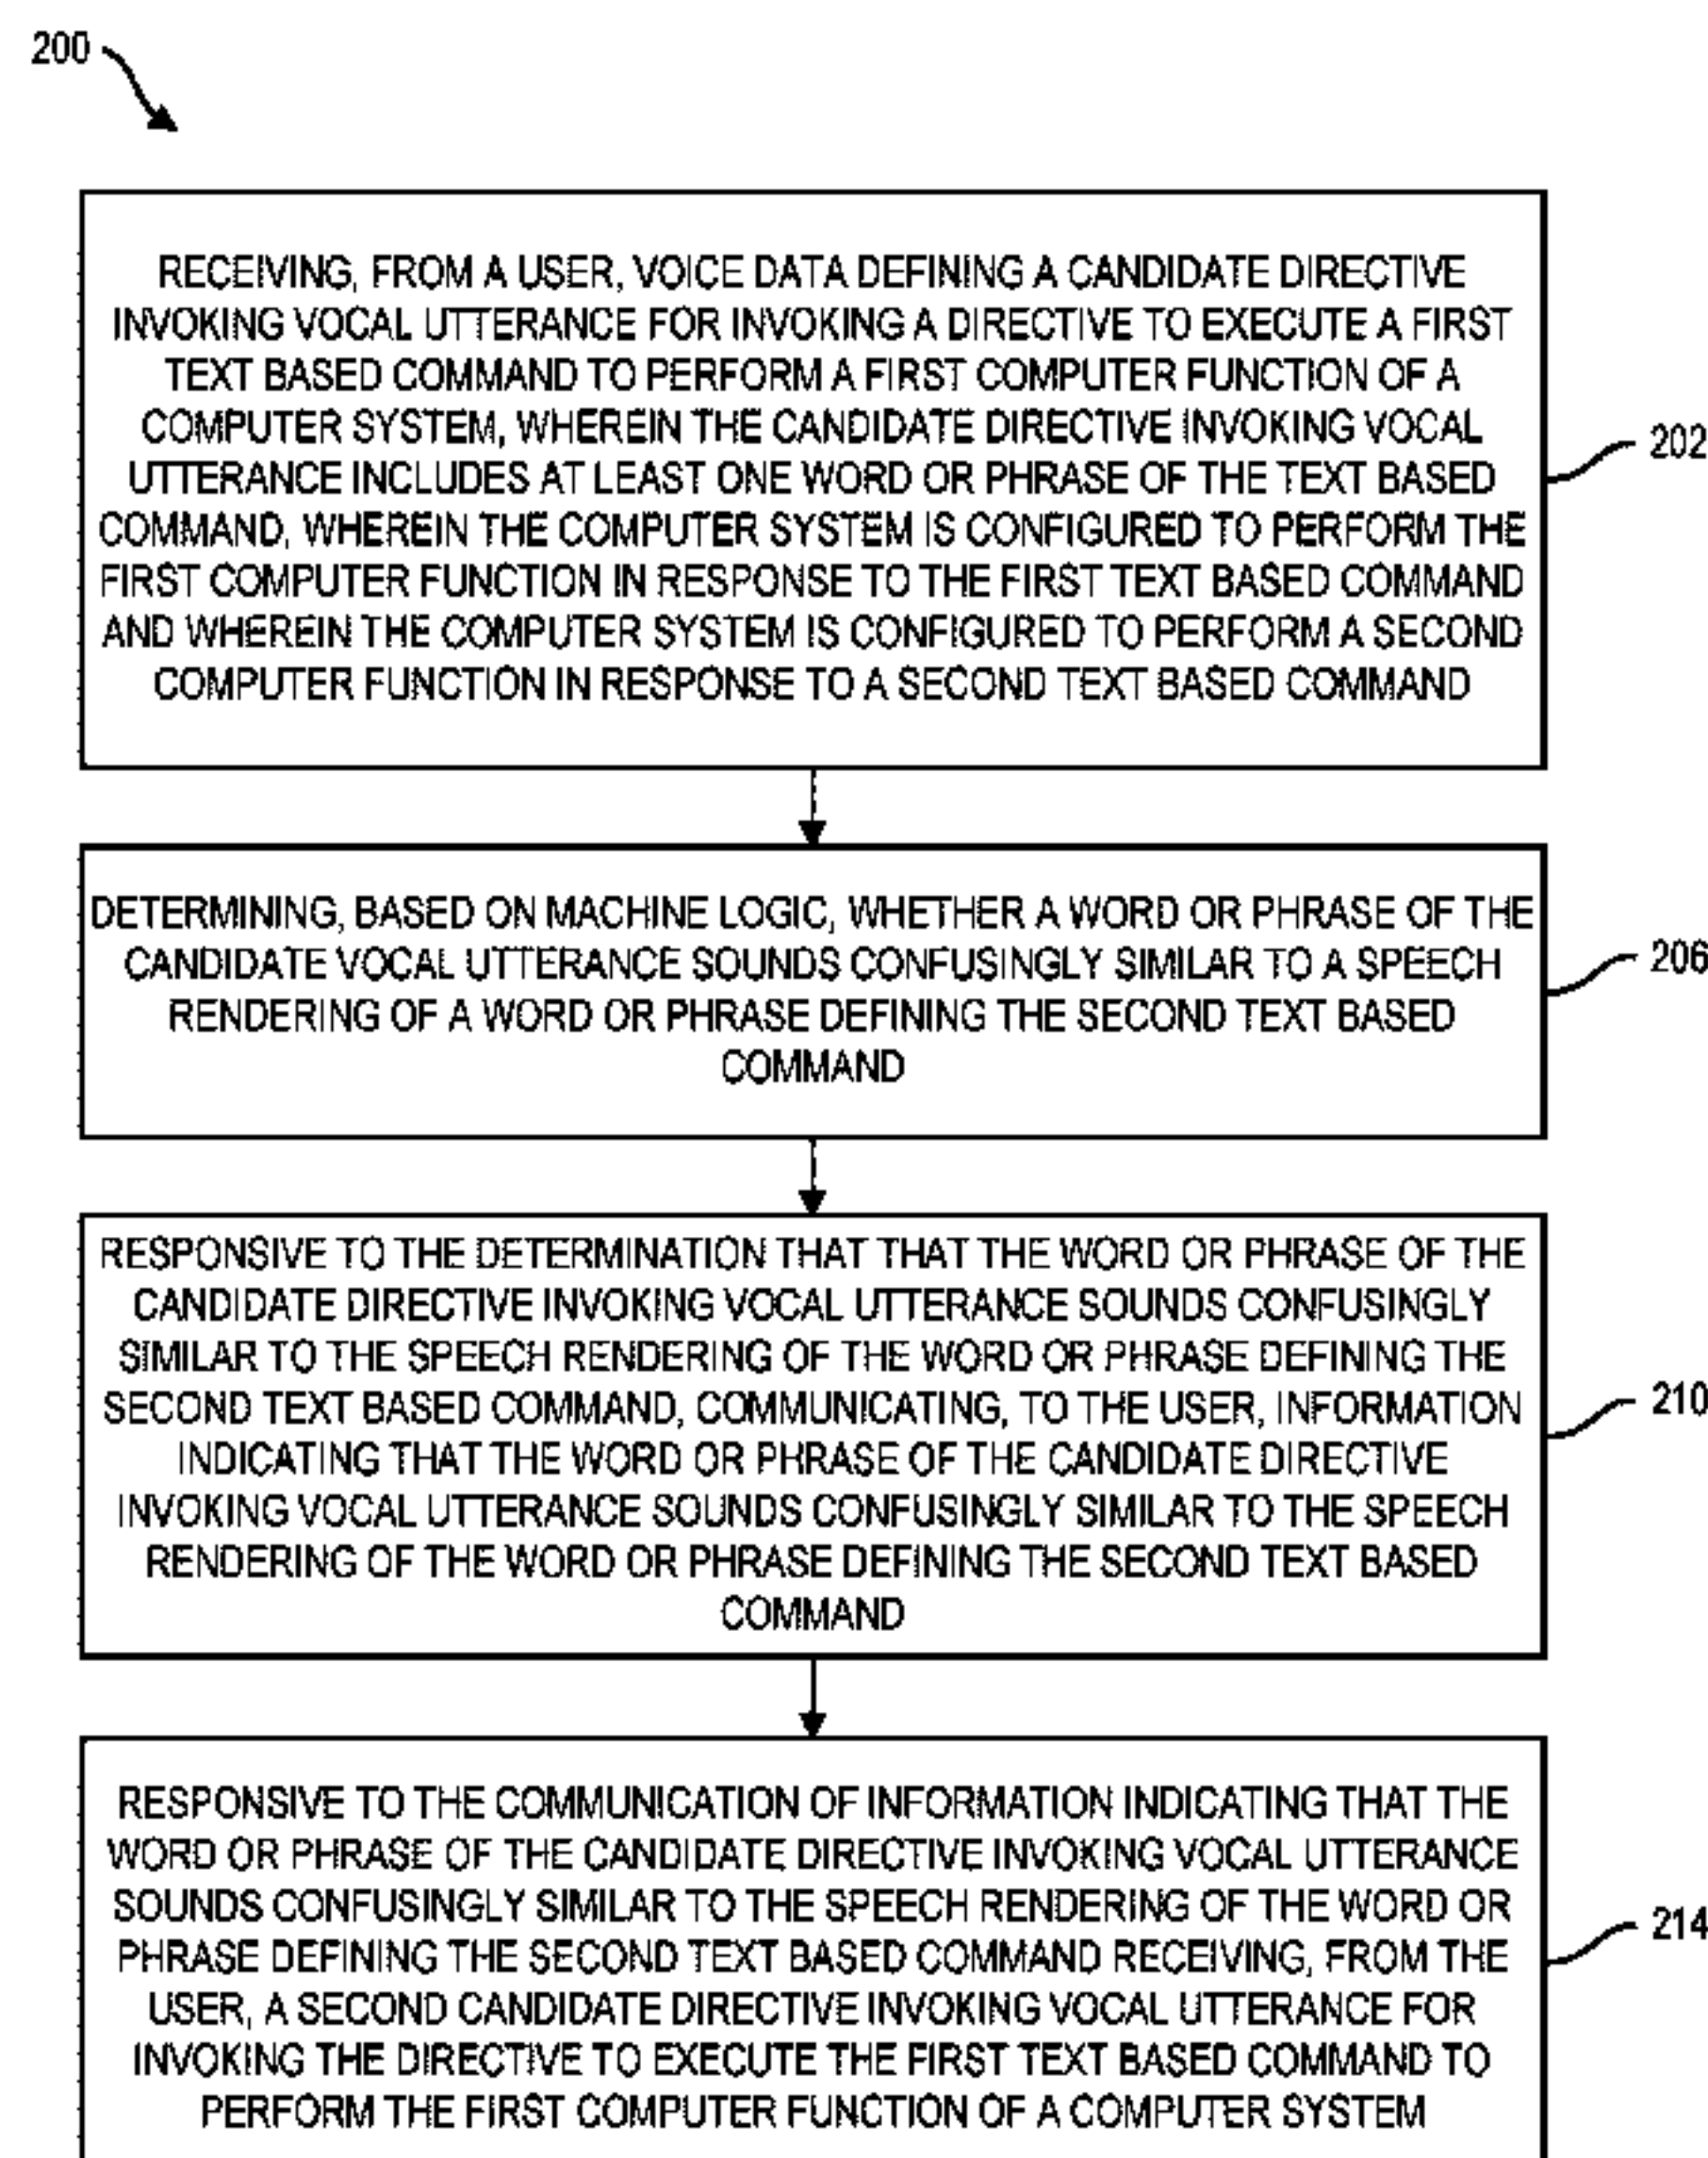 200
RECEIVING, FROM A USER, VOICE DATA DEFINING A CANDIDATE DIRECTIVE
INVOKING VOCAL UTTERANCE FOR INVOKING A DIRECTIVE TO EXECUTE A FIRST
TEXT BASED COMMAND TO PERFORM A FIRST COMPUTER FUNCTION OF A
COMPUTER SYSTEM, WHEREIN THE CANDIDATE DIRECTIVE INVOKING VOCAL
UTTERANCE INCLUDES AT LEAST ONE WORD OR PHRASE OF THE TEXT BASED
COMMAND, WHEREIN THE COMPUTER SYSTEM IS CONFIGURED TO PERFORM THE
FIRST COMPUTER FUNCTION IN RESPONSE TO THE FIRST TEXT BASED COMMAND
AND WHEREIN THE COMPUTER SYSTEM IS CONFIGURED TO PERFORM A SECOND
COMPUTER FUNCTION IN RESPONSE TO A SECOND TEXT BASED COMMAND
202
DETERMINING, BASED ON MACHINE LOGIC, WHETHER A WORD OR PHRASE OF THE
CANDIDATE VOCAL UTTERANCE SOUNDS CONFUSINGLY SIMILAR TO A SPEECH
RENDERING OF A WORD OR PHRASE DEFINING THE SECOND TEXT BASED
COMMAND
206
RESPONSIVE TO THE DETERMINATION THAT THAT THE WORD OR PHRASE OF THE
CANDIDATE DIRECTIVE INVOKING VOCAL UTTERANCE SOUNDS CONFUSINGLY
SIMILAR TO THE SPEECH RENDERING OF THE WORD OR PHRASE DEFINING THE
SECOND TEXT BASED COMMAND, COMMUNICATING, TO THE USER, INFORMATION
INDICATING THAT THE WORD OR PHRASE OF THE CANDIDATE DIRECTIVE
INVOKING VOCAL UTTERANCE SOUNDS CONFUSINGLY SIMILAR TO THE SPEECH
RENDERING OF THE WORD OR PHRASE DEFINING THE SECOND TEXT BASED
COMMAND
210
RESPONSIVE TO THE COMMUNICATION OF INFORMATION INDICATING THAT THE
WORD OR PHRASE OF THE CANDIDATE DIRECTIVE INVOKING VOCAL UTTERANCE
SOUNDS CONFUSINGLY SIMILAR TO THE SPEECH RENDERING OF THE WORD OR
PHRASE DEFINING THE SECOND TEXT BASED COMMAND RECEIVING, FROM THE
USER, A SECOND CANDIDATE DIRECTIVE INVOKING VOCAL UTTERANCE FOR
INVOKING THE DIRECTIVE TO EXECUTE THE FIRST TEXT BASED COMMAND TO
PERFORM THE FIRST COMPUTER FUNCTION OF A COMPUTER SYSTEM
214